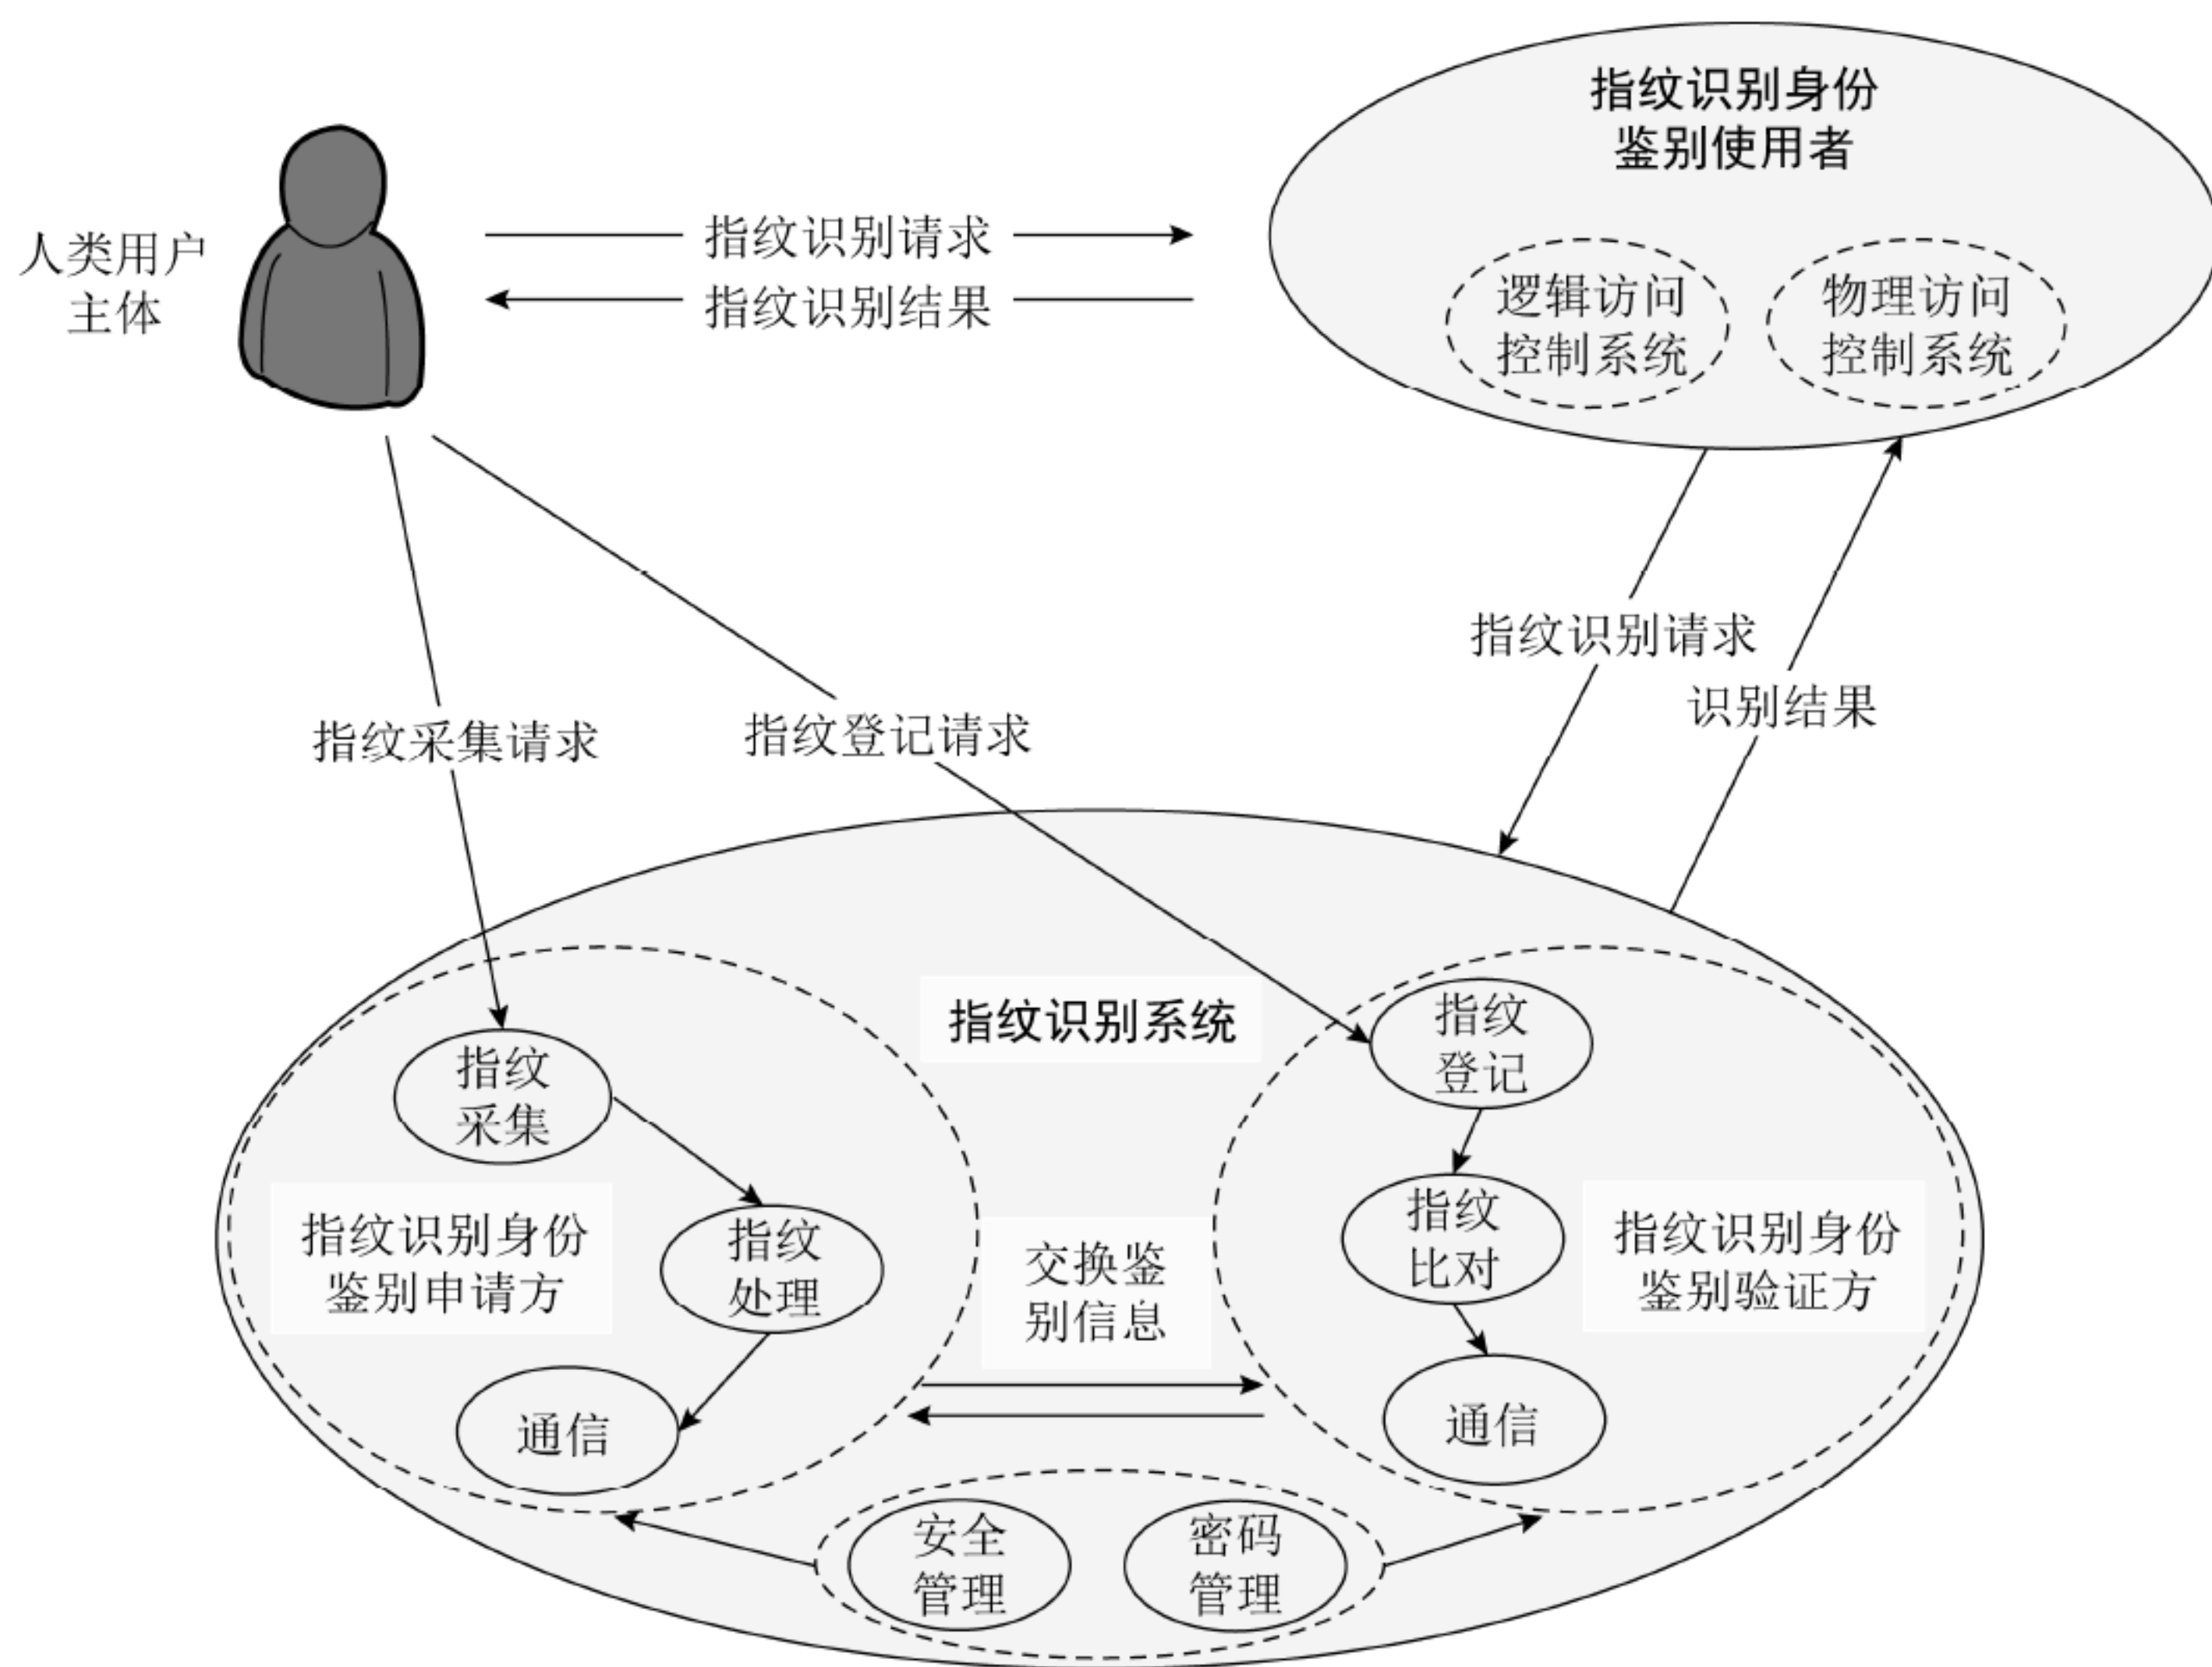 指纹识别身份
鉴别使用者
人类用户
主体
指纹识别请求
指纹识别结果
逻辑访问
控制系统
物理访问
控制系统
指纹识别请求
识别结果
指纹采集请求
指纹登记请求
指纹识别系统
指纹
采集
指纹识别身份
鉴别申请方
指纹
处理
通信
交换鉴
别信息
指纹
登记
指纹
比对
指纹识别身份
鉴别验证方
通信
安全
管理
密码
管理